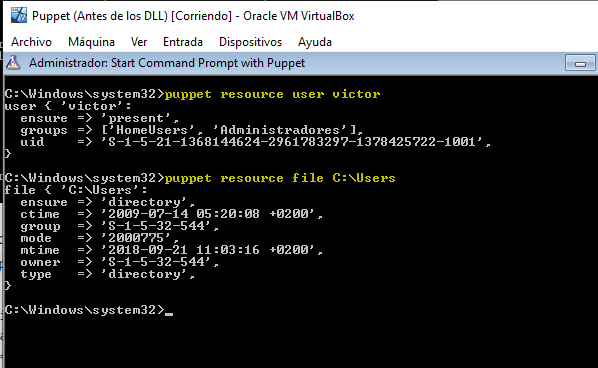 Puppet (Antes de los DLL) [Corriendo] - Oracle VM VirtualBox
Archivo Máquina Ver Entrada Dispositivos Ayuda
Administrador: Start Command Prompt with Puppet
C:\Windows\system32>puppet resource user victor
user { 'victor':
  ensure => 'present',
  groups => ['HomeUsers', 'Administradores'],
  uid    => 'S-1-5-21-1368144624-2961783297-1378425722-1001',
}
C:\Windows\system32>puppet resource file C:\Users
file { 'C:\Users':
  ensure => 'directory',
  ctime  => '2009-07-14 05:20:08 +0200',
  group  => 'S-1-5-32-544',
  mode   => '2000775',
  mtime  => '2018-09-21 11:03:16 +0200',
  owner  => 'S-1-5-32-544',
  type   => 'directory',
}
C:\Windows\system32>_